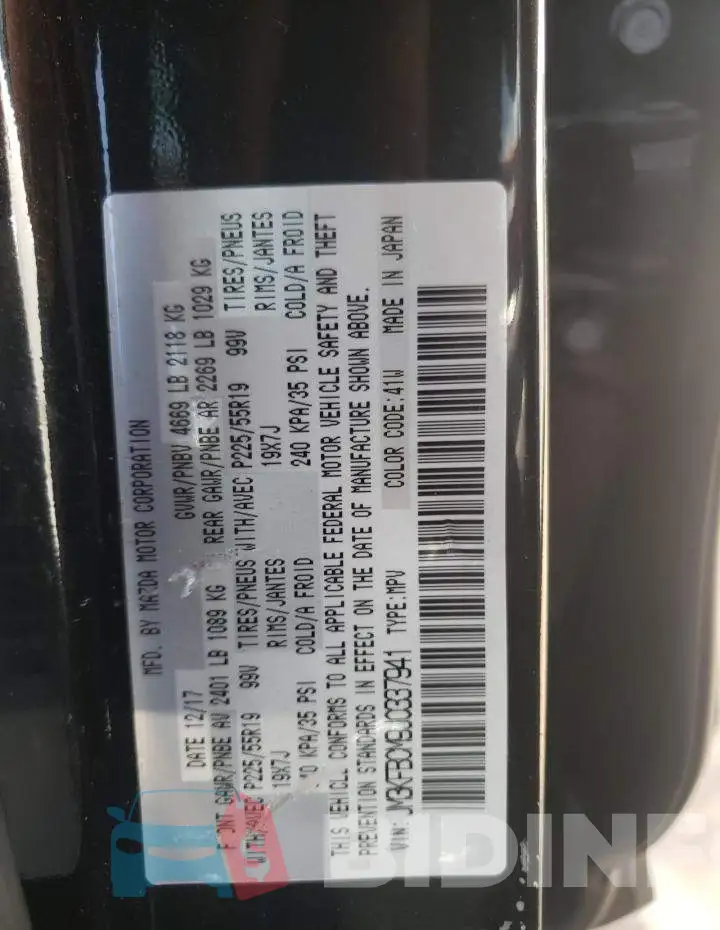 MFD. BY MAZDA MOTOR CORPORATION
DATE 12/17 GVWR/PNBV 4669 LB 2118 KG
GAWR/PNBE AV 2401 LB 1089 KG REAR GAWR/PNBE AR 2269 LB 1029 KG
WITH/AVEC P225/55R19 99V TIRES/PNEUS WITH/AVEC P225/55R19 99V TIRES/PNEUS
19X7J RIMS/JANTES 19X7J RIMS/JANTES
KPA/35 PSI COLD/A FROID 240 KPA/35 PSI COLD/A FROID
THIS VEHICLE CONFORMS TO ALL APPLICABLE FEDERAL MOTOR VEHICLE SAFETY AND THEFT
PREVENTION STANDARDS IN EFFECT ON THE DATE OF MANUFACTURE SHOWN ABOVE.
VIN: JM3KFBCM9J0337941 TYPE:MPV COLOR CODE:41W MADE IN JAPAN
BIDINF